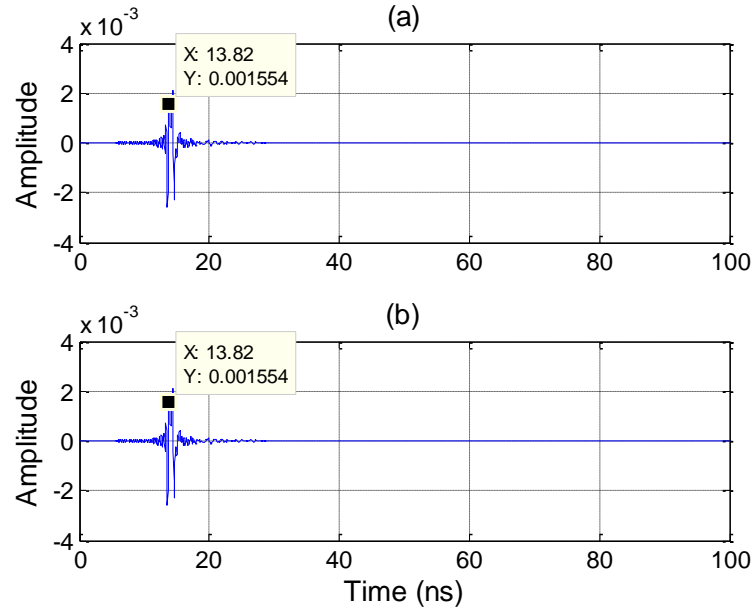 (a)
x 10-3
X: 13.82
Y: 0.001554
4
2
0
-2
-4
Amplitude
0 20 40 60 80 100
(b)
x 10-3
X: 13.82
Y: 0.001554
4
2
0
-2
-4
Amplitude
0 20 40 60 80 100
Time (ns)